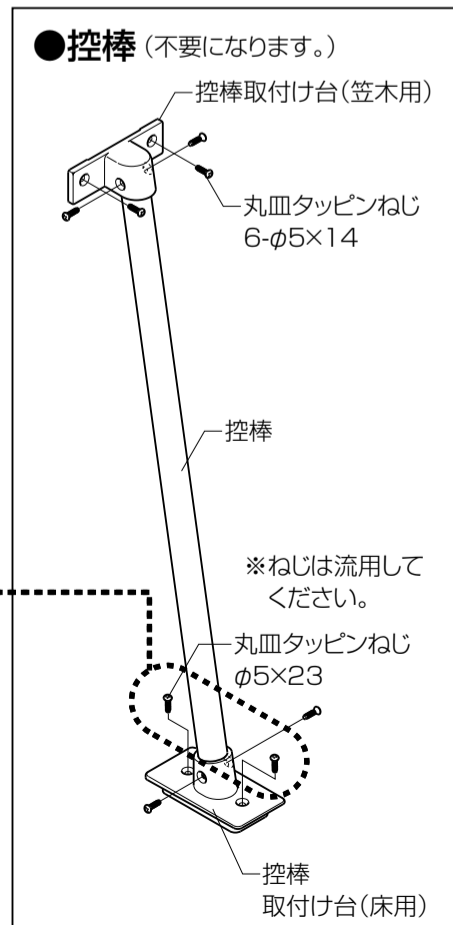 ●控棒(不要になります。)
控棒取付け台(笠木用)
丸皿タッピンねじ
6-φ5×14
控棒
※ねじは流用して
ください。
丸皿タッピンねじ
φ5×23
控棒
取付け台(床用)